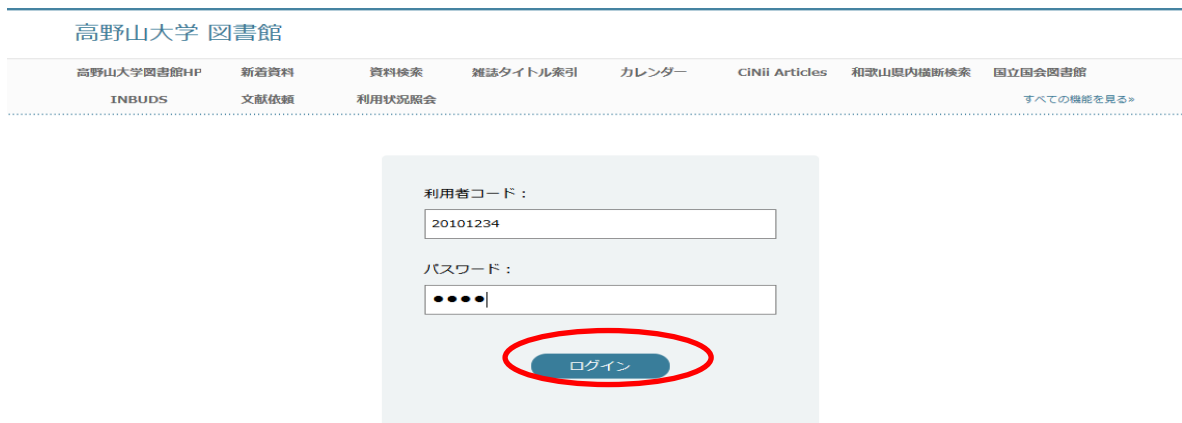 高野山大学 図書館
高野山大学図書館HP 新着資料 資料検索 雑誌タイトル索引 カレンダー CiNii Articles 和歌山県内横断検索 国立国会図書館
INBUDS 文献依頼 利用状況照会 すべての機能を見る»
利用者コード：
20101234
パスワード：
●●●●
ログイン